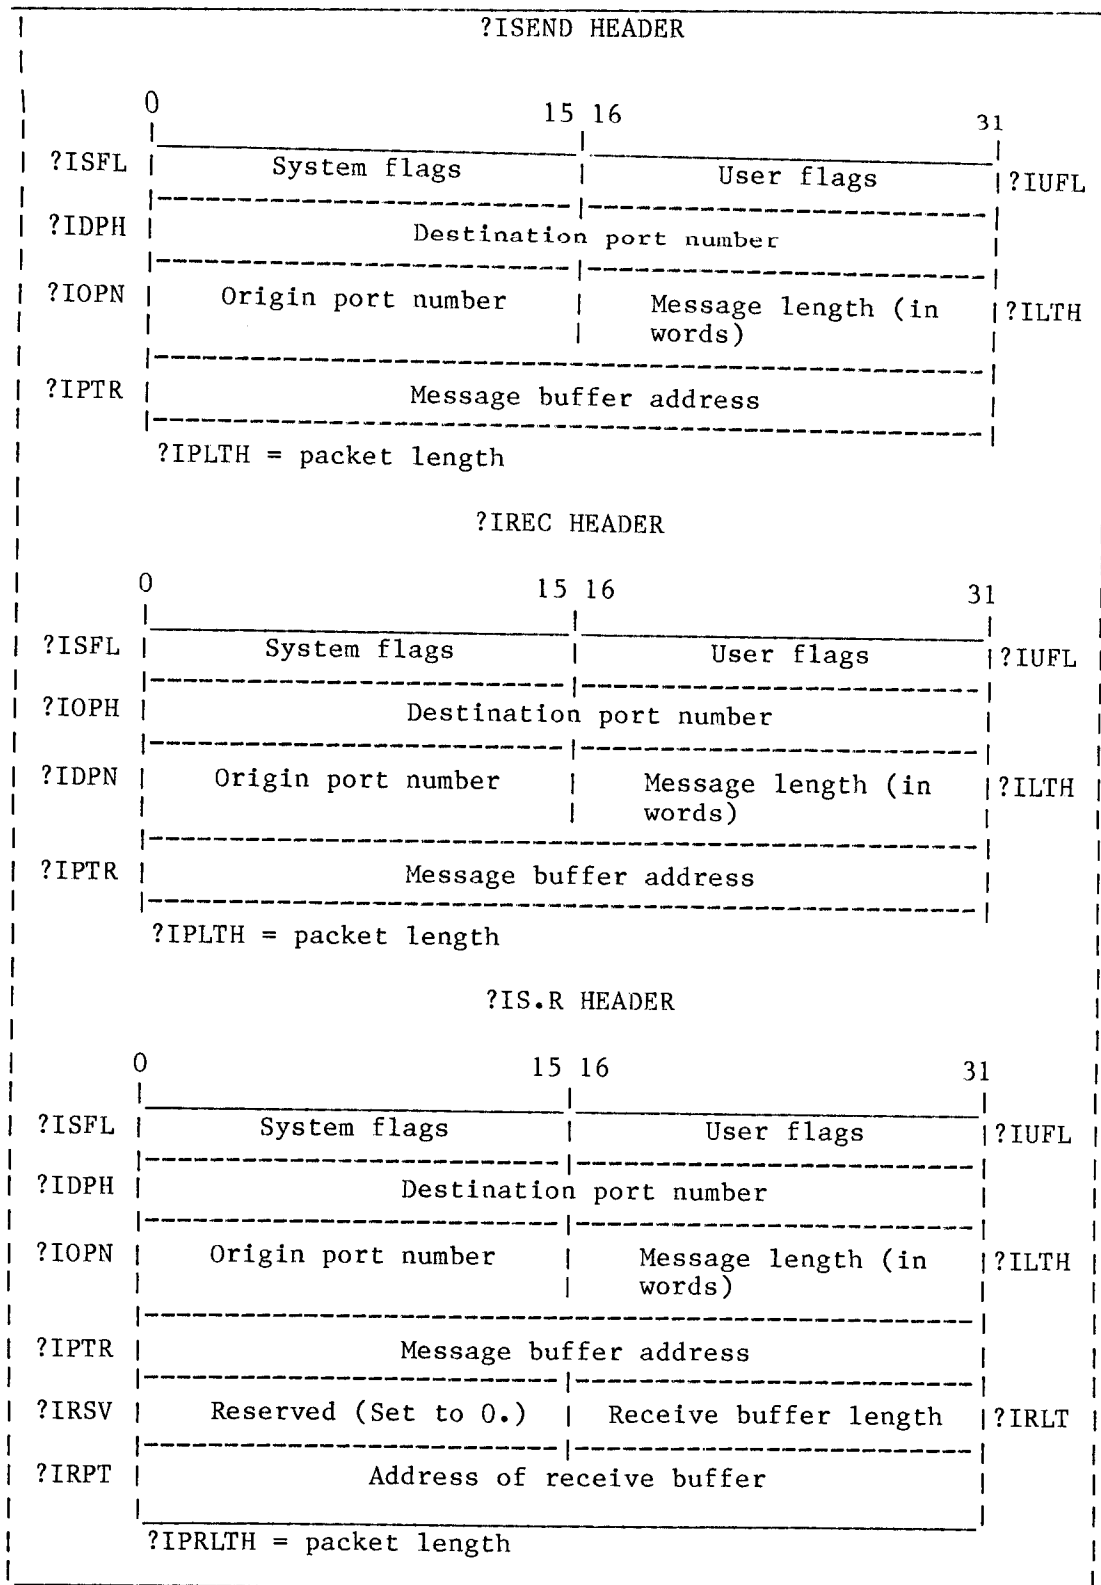 ?ISEND HEADER
0 15 16 31
?ISFL System flags User flags ?IUFL
?IDPH Destination port number
?IOPN Origin port number Message length (in ?ILTH
words)
?IPTR Message buffer address
?IPLTH = packet length
?IREC HEADER
0 15 16 31
?ISFL System flags User flags ?IUFL
?IOPH Destination port number
?IDPN Origin port number Message length (in ?ILTH
words)
?IPTR Message buffer address
?IPLTH = packet length
?IS.R HEADER
0 15 16 31
?ISFL System flags User flags ?IUFL
?IDPH Destination port number
?IOPN Origin port number Message length (in ?ILTH
words)
?IPTR Message buffer address
?IRSV Reserved (Set to 0.) Receive buffer length ?IRLT
?IRPT Address of receive buffer
?IPRLTH = packet length